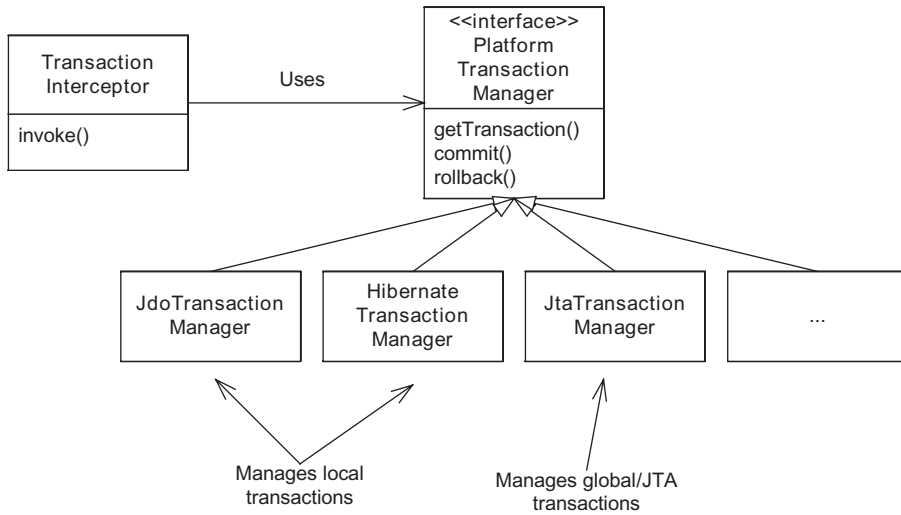 <<interface>>
Platform
Transaction
Manager
Transaction
Interceptor
Uses
invoke()
getTransaction()
commit()
rollback()
JdoTransaction
Manager
Hibernate
Transaction
Manager
JtaTransaction
Manager
...
Manages local
transactions
Manages global/JTA
transactions